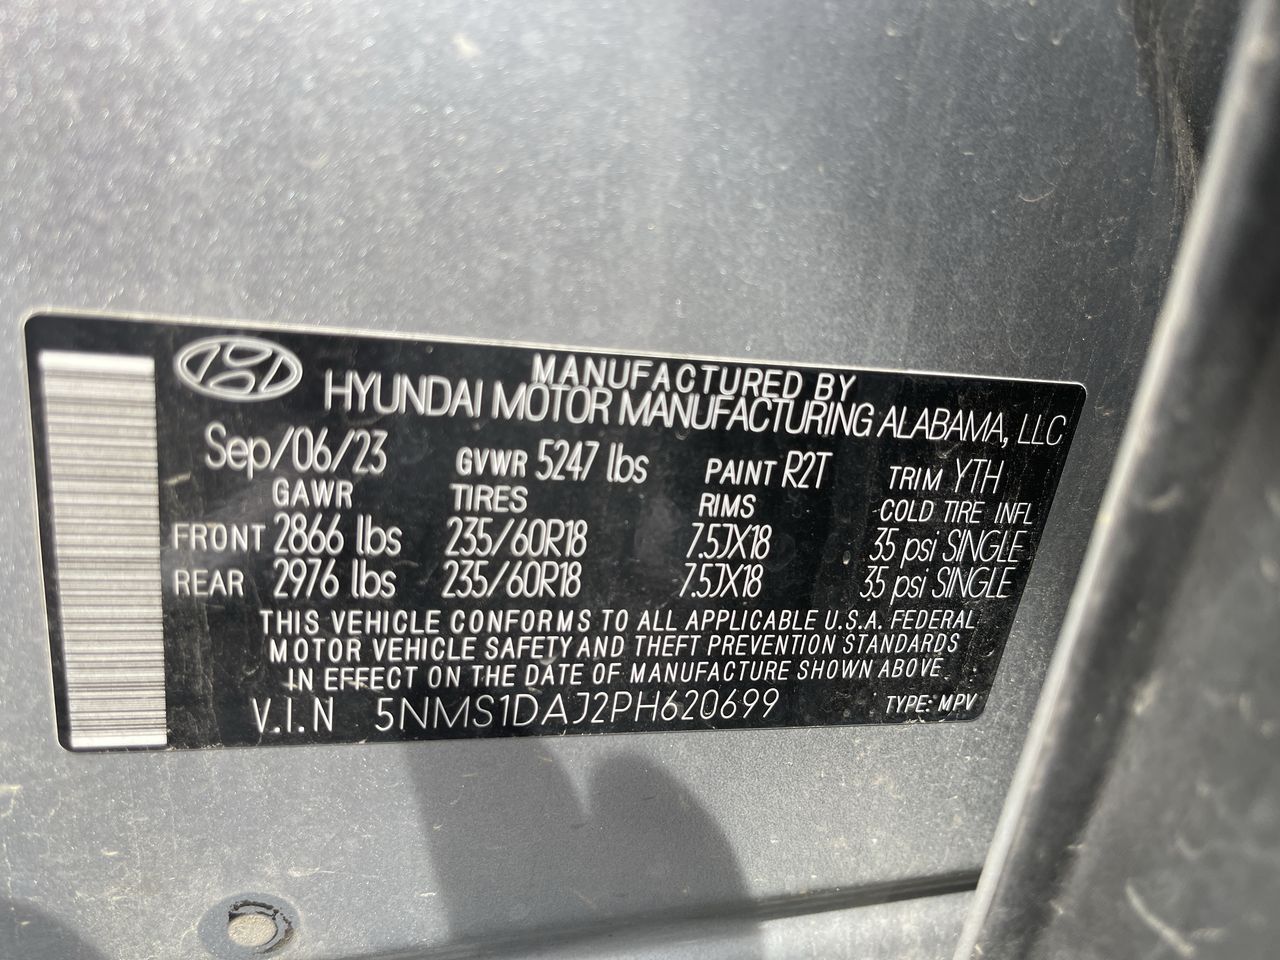 MANUFACTURED BY
HYUNDAI MOTOR MANUFACTURING ALABAMA, LLC
Sep/06/23 GVWR 5247 lbs PAINT R2T TRIM YTH
GAWR TIRES RIMS COLD TIRE INFL
FRONT 2866 lbs 235/60R18 7.5JX18 35 psi SINGLE
REAR 2976 lbs 235/60R18 7.5JX18 35 psi SINGLE
THIS VEHICLE CONFORMS TO ALL APPLICABLE U.S.A. FEDERAL
MOTOR VEHICLE SAFETY AND THEFT PREVENTION STANDARDS
IN EFFECT ON THE DATE OF MANUFACTURE SHOWN ABOVE.
V.I.N 5NMS1DAJ2PH620699 TYPE: MPV